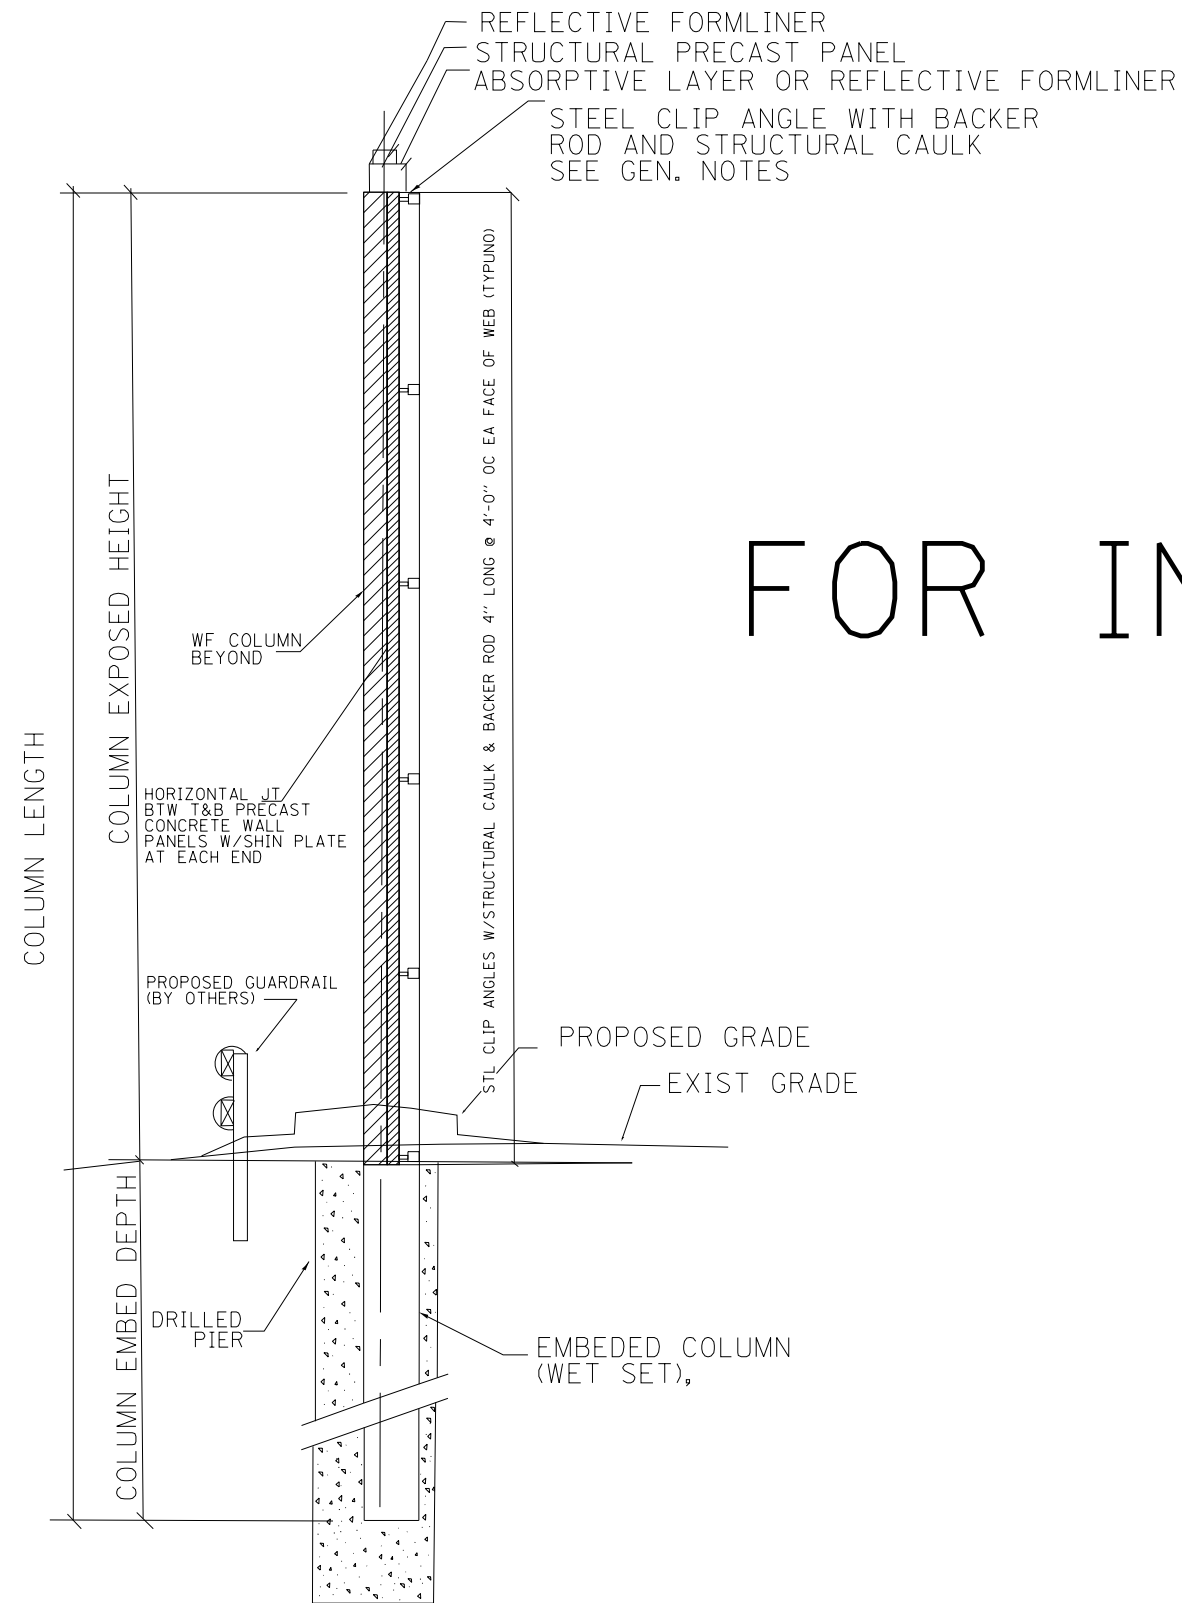 REFLECTIVE FORMLINER
STRUCTURAL PRECAST PANEL
ABSORPTIVE LAYER OR REFLECTIVE FORMLINER
STEEL CLIP ANGLE WITH BACKER
ROD AND STRUCTURAL CAULK
SEE GEN. NOTES
STL CLIP ANGLES W/STRUCTURAL CAULK & BACKER ROD 4" LONG @ 4'-0" OC EA FACE OF WEB (TYPUNO)
COLUMN EXPOSED HEIGHT
FOR IN
WF COLUMN
BEYOND
COLUMN LENGTH
HORIZONTAL JT
BTW T&B PRECAST
CONCRETE WALL
PANELS W/SHIN PLATE
AT EACH END
PROPOSED GUARDRAIL
(BY OTHERS)
PROPOSED GRADE
EXIST GRADE
COLUMN EMBED DEPTH
DRILLED
PIER
EMBEDED COLUMN
(WET SET),